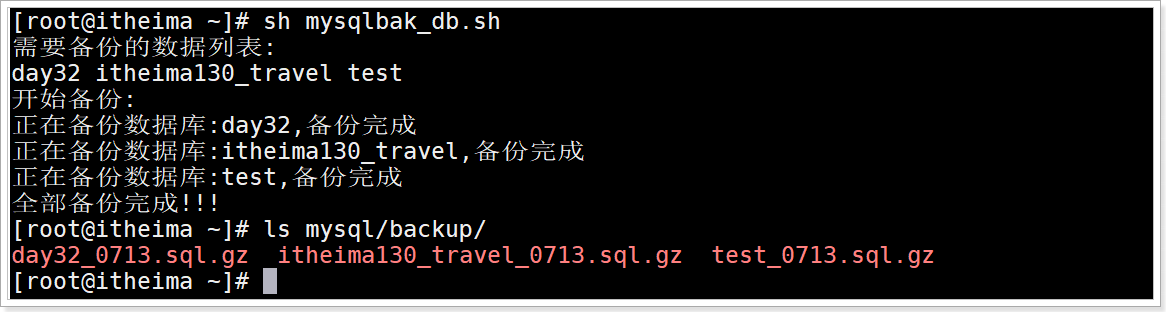 [root@itheima ~]# sh mysqlbak_db.sh
需要备份的数据列表:
day32 itheima130_travel test
开始备份:
正在备份数据库:day32,备份完成
正在备份数据库:itheima130_travel,备份完成
正在备份数据库:test,备份完成
全部备份完成!!!
[root@itheima ~]# ls mysql/backup/
day32_0713.sql.gz  itheima130_travel_0713.sql.gz  test_0713.sql.gz
[root@itheima ~]#